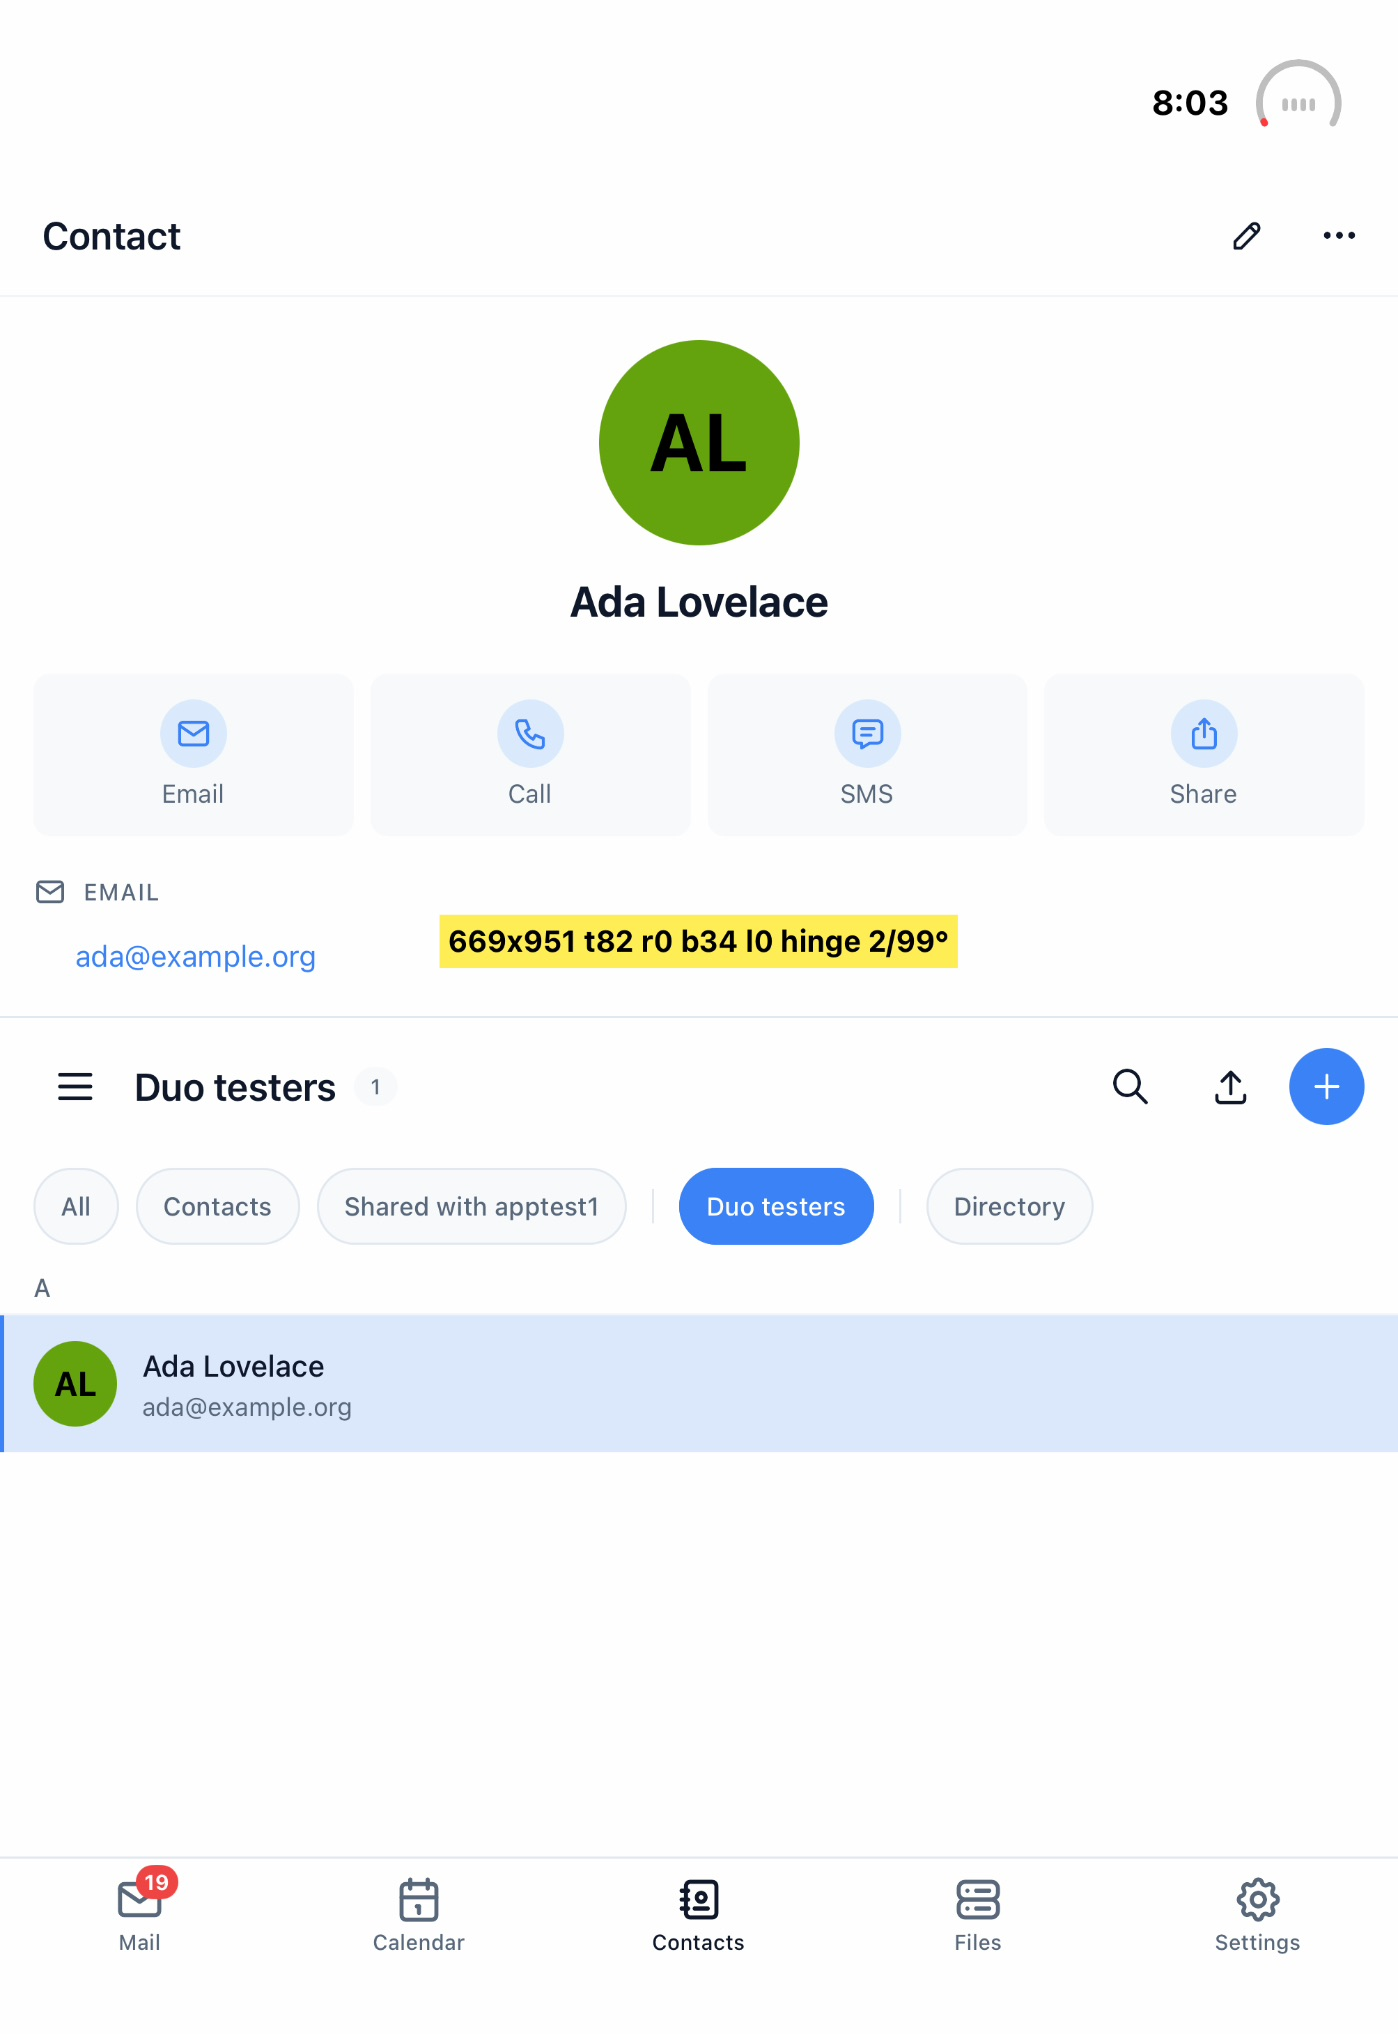 8:03
Contact
AL
Ada Lovelace
Email Call SMS Share
EMAIL
ada@example.org
669x951 t82 r0 b34 l0 hinge 2/99°
Duo testers 1
All Contacts Shared with apptest1 Duo testers Directory
A
AL
Ada Lovelace
ada@example.org
19
Mail Calendar Contacts Files Settings